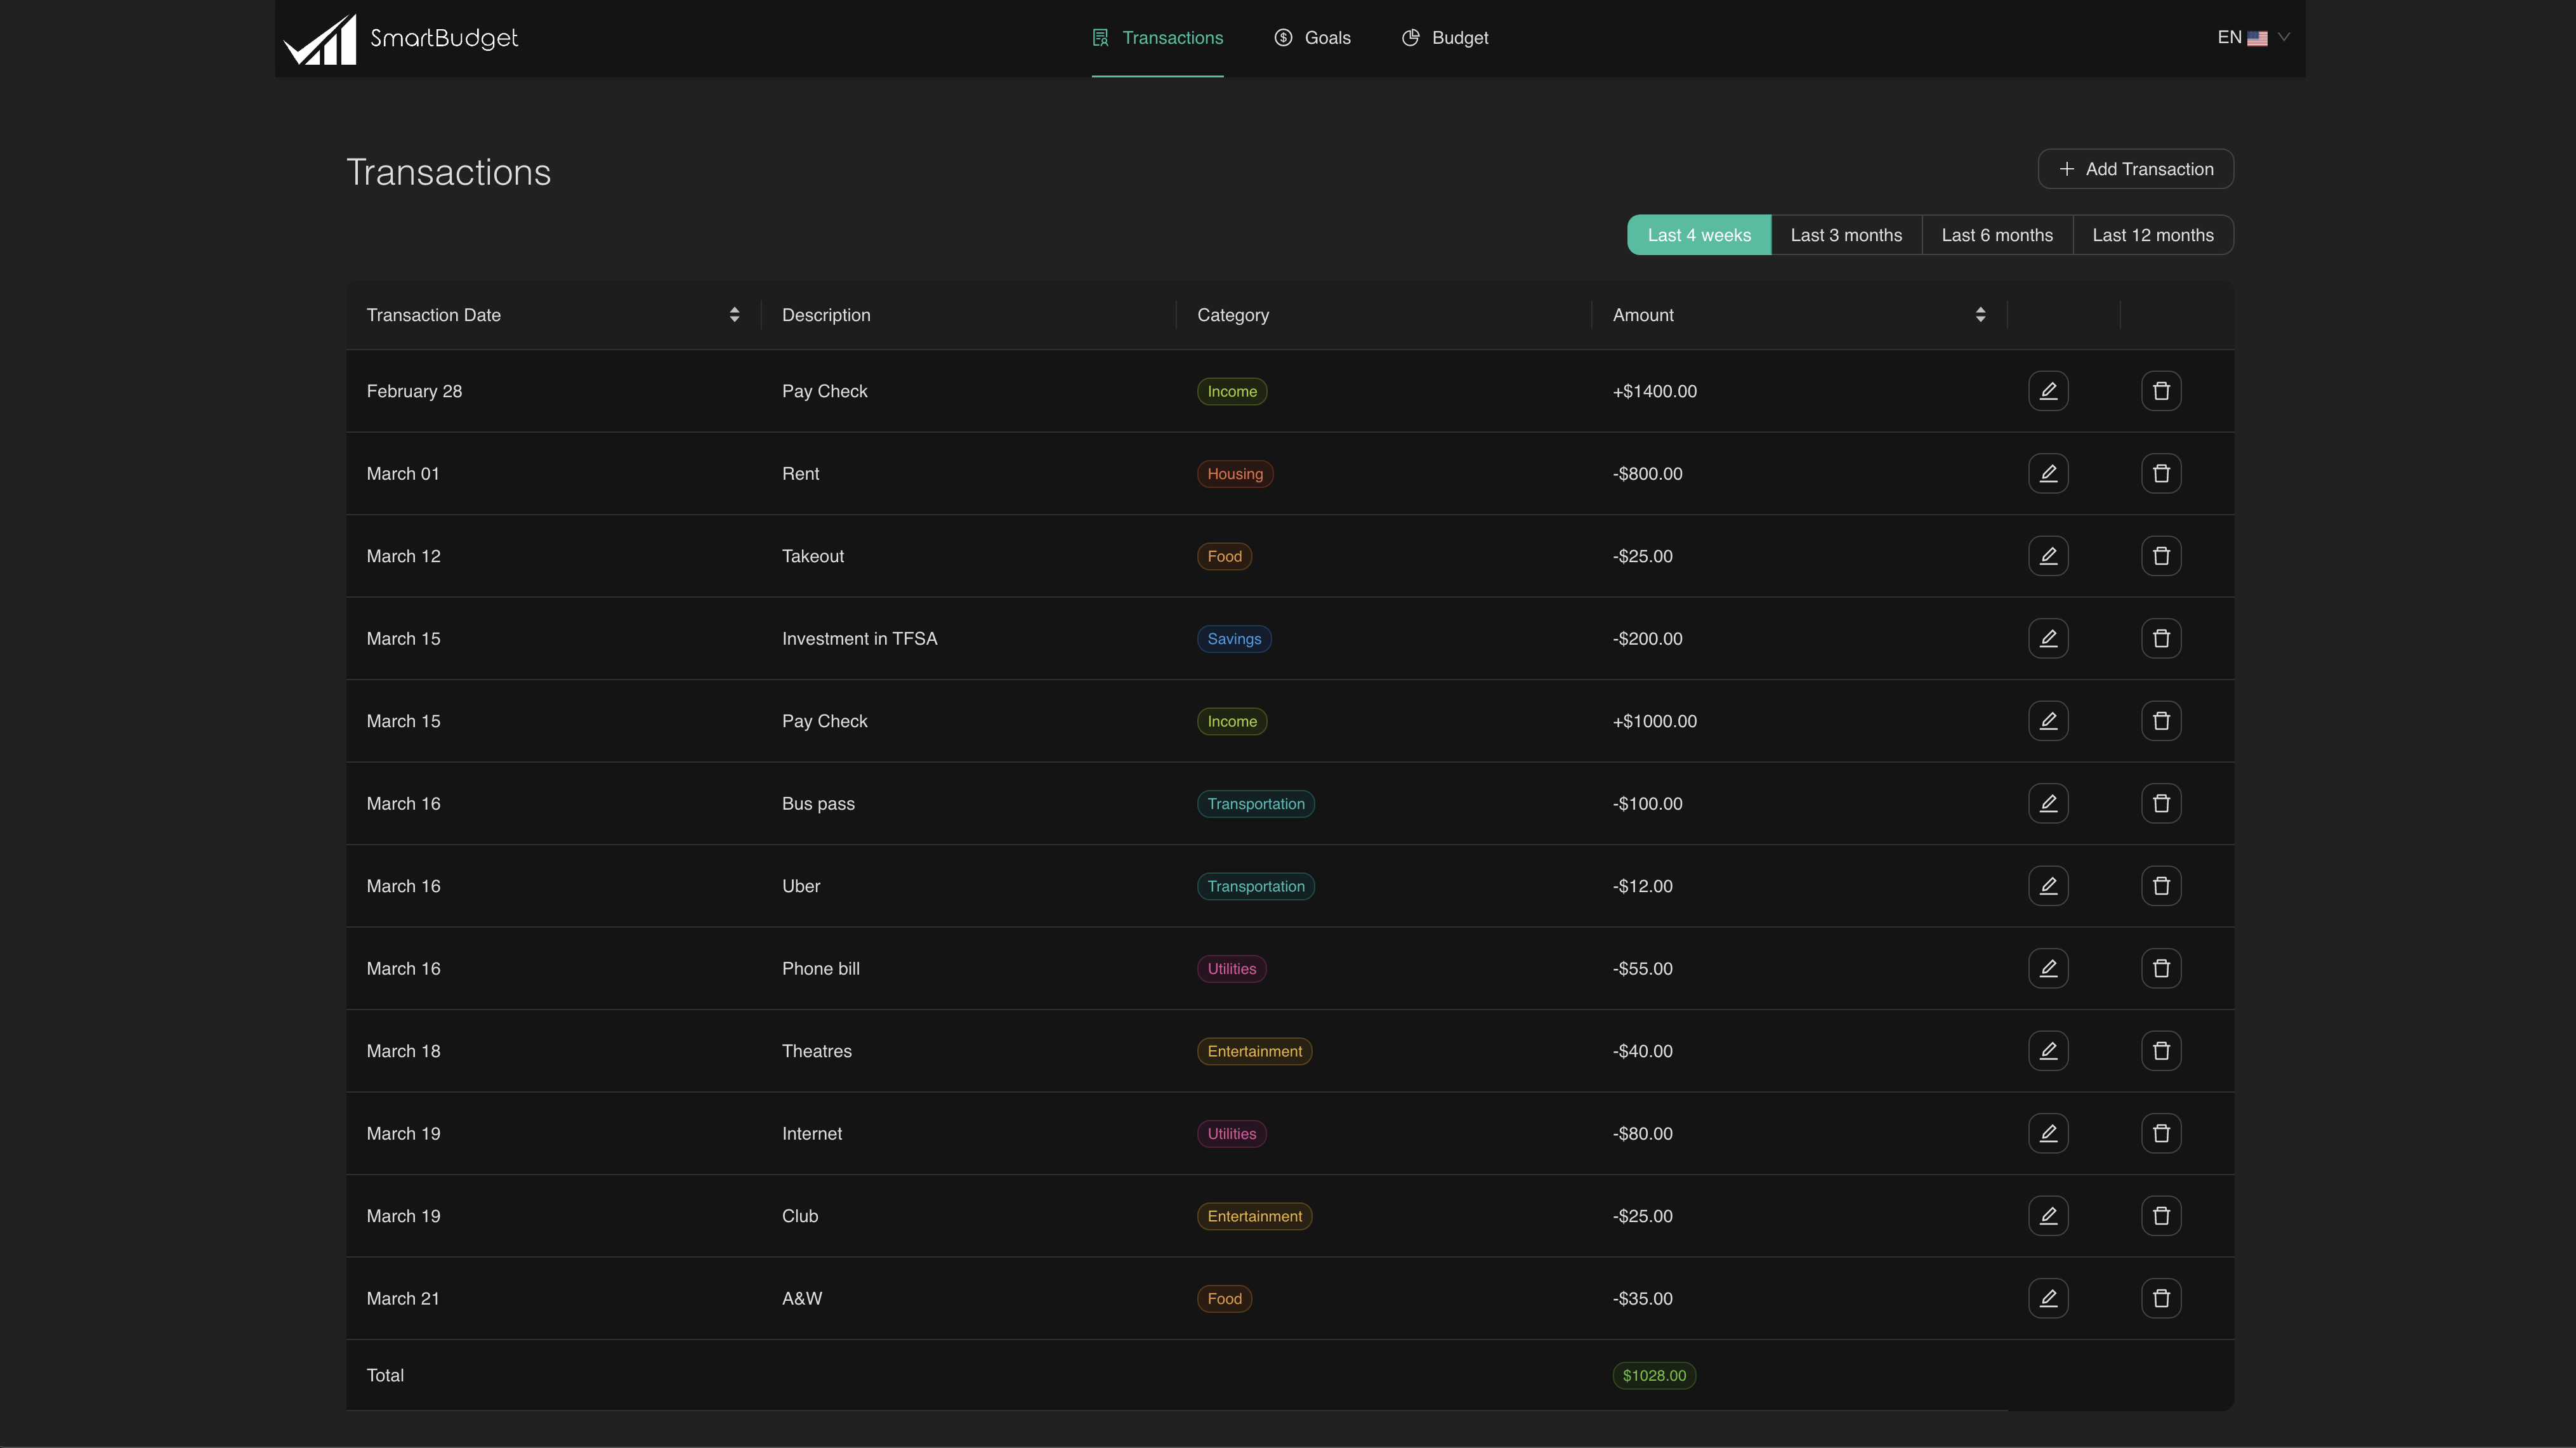 SmartBudget
Transactions Goals Budget
EN
Transactions
Add Transaction
Last 4 weeks Last 3 months Last 6 months Last 12 months
Transaction Date Description Category Amount
February 28 Pay Check Income +$1400.00
March 01 Rent Housing -$800.00
March 12 Takeout Food -$25.00
March 15 Investment in TFSA Savings -$200.00
March 15 Pay Check Income +$1000.00
March 16 Bus pass Transportation -$100.00
March 16 Uber Transportation -$12.00
March 16 Phone bill Utilities -$55.00
March 18 Theatres Entertainment -$40.00
March 19 Internet Utilities -$80.00
March 19 Club Entertainment -$25.00
March 21 A&W Food -$35.00
Total $1028.00